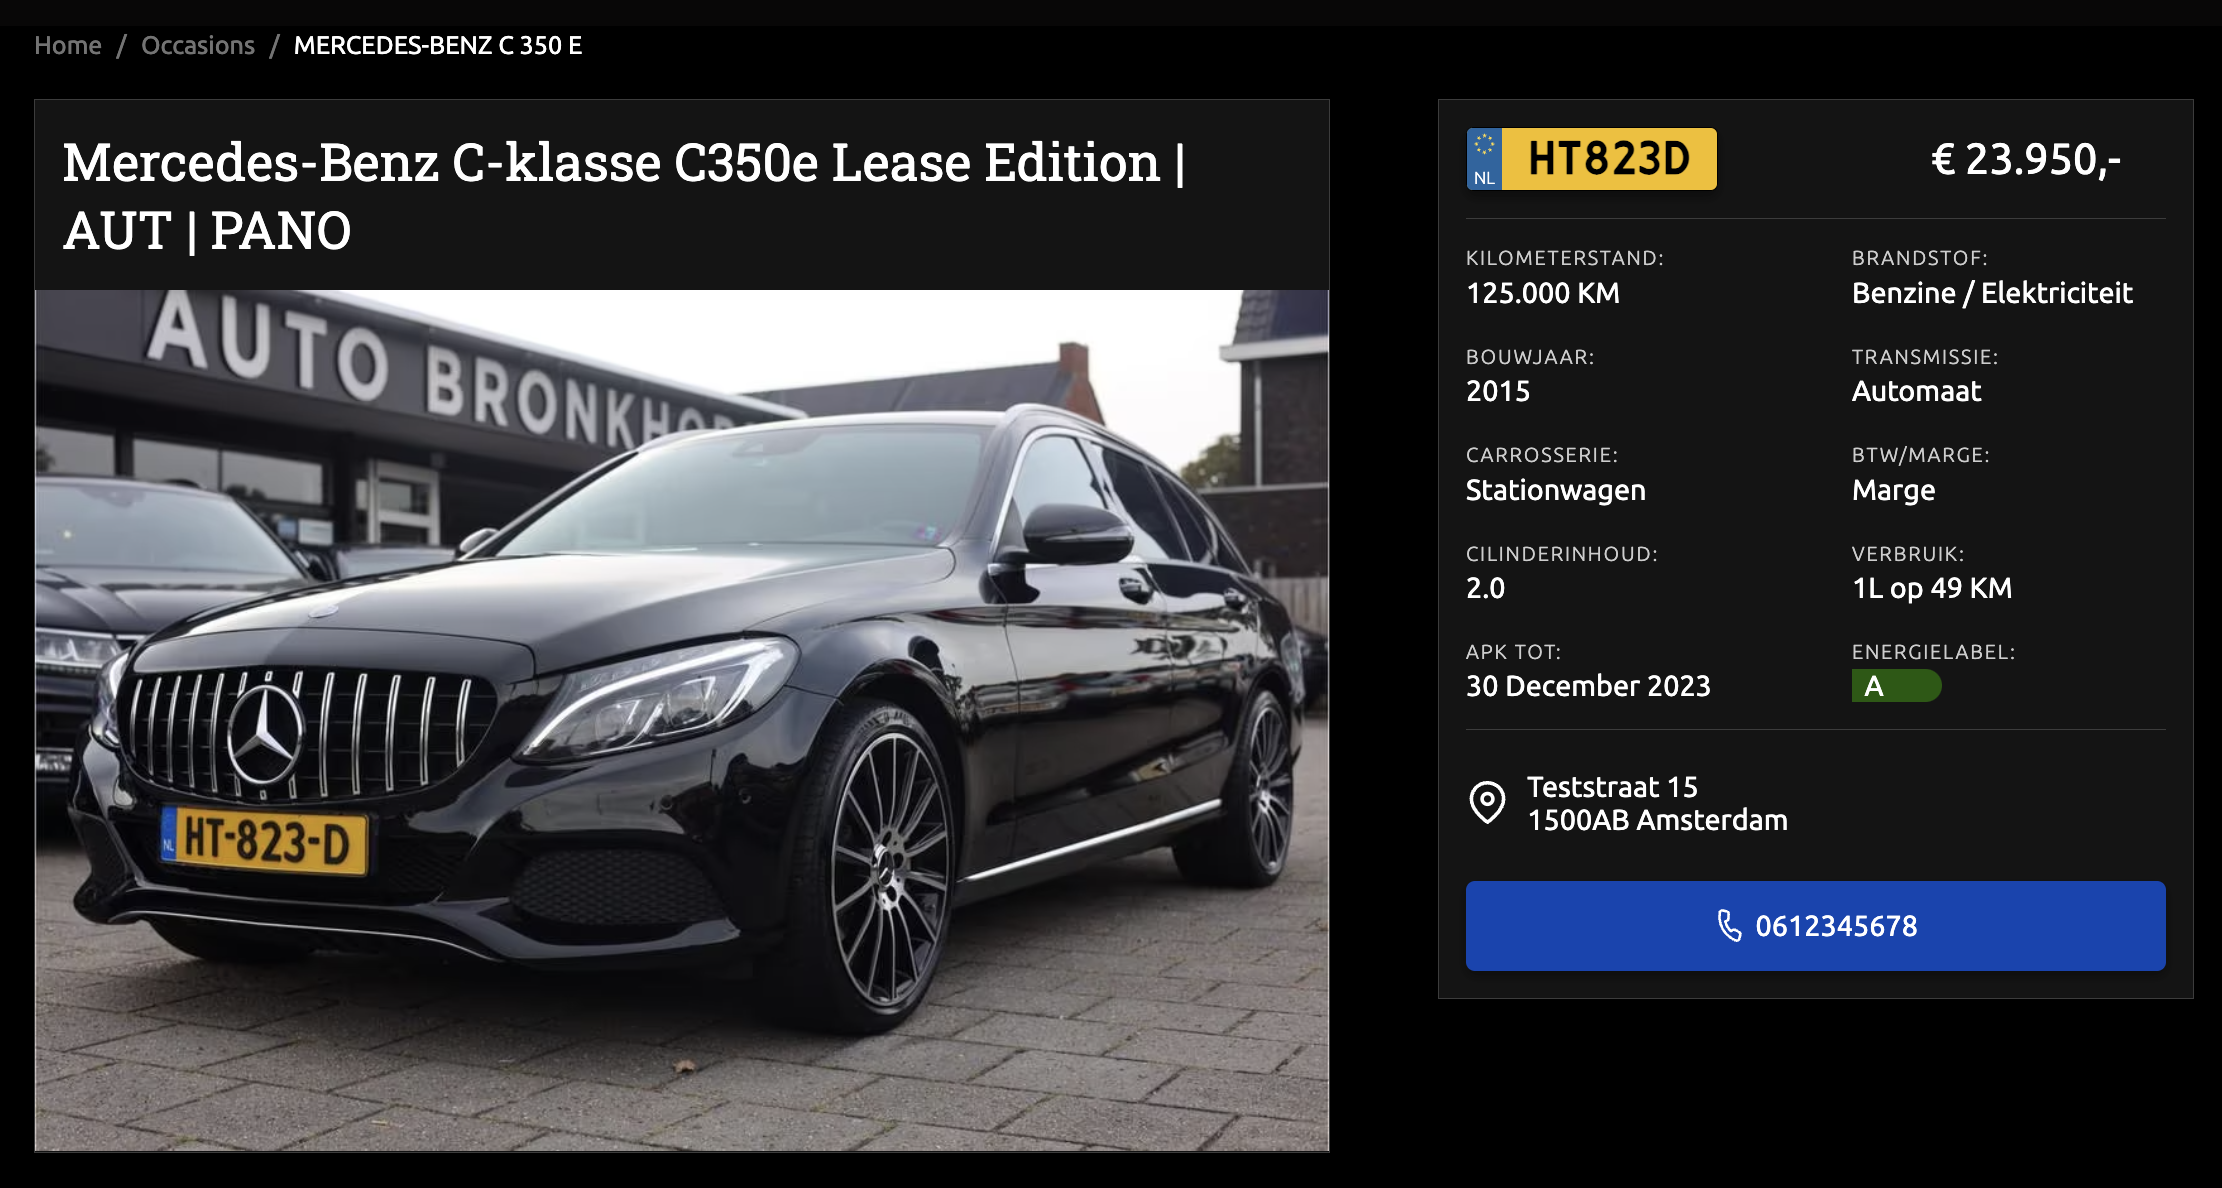 Home / Occasions / MERCEDES-BENZ C 350 E
Mercedes-Benz C-klasse C350e Lease Edition |
AUT | PANO
AUTO BRONKHOR
NL HT-823-D
NL HT823D
€ 23.950,-
KILOMETERSTAND:
125.000 KM
BRANDSTOF:
Benzine / Elektriciteit
BOUWJAAR:
2015
TRANSMISSIE:
Automaat
CARROSSERIE:
Stationwagen
BTW/MARGE:
Marge
CILINDERINHOUD:
2.0
VERBRUIK:
1L op 49 KM
APK TOT:
30 December 2023
ENERGIELABEL:
A
Teststraat 15
1500AB Amsterdam
0612345678